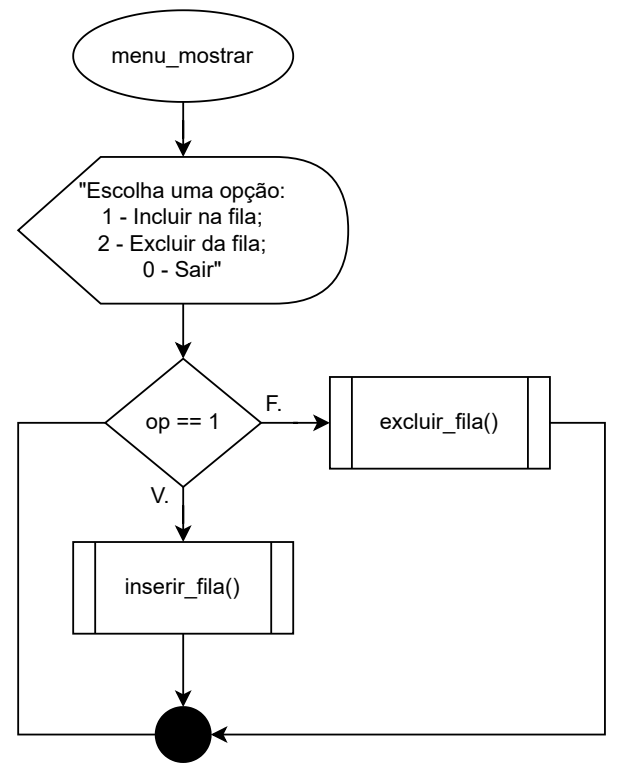 menu_mostrar
"Escolha uma opção:
1 - Incluir na fila;
2 - Excluir da fila;
0 - Sair"
op == 1
F.
excluir_fila()
V.
inserir_fila()